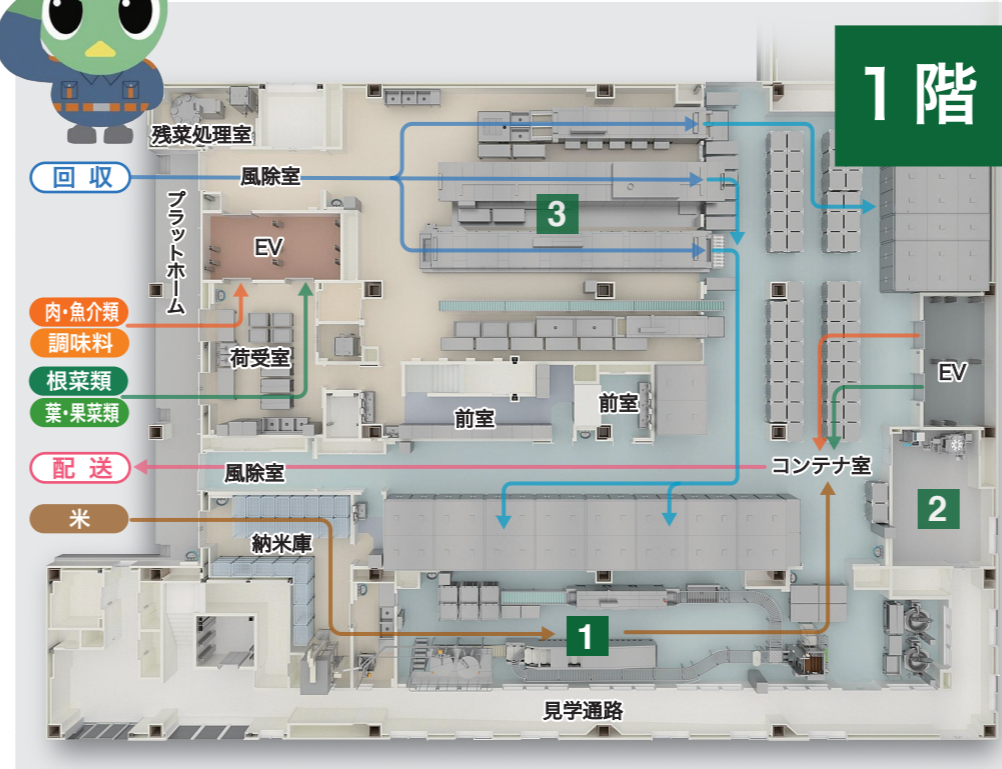 1階
残菜処理室
回収
風除室
プラットホーム
3
EV
肉・魚介類
調味料
荷受室
根菜類
葉・果菜類
EV
前室
前室
配送
風除室
コンテナ室
米
納米庫
2
1
見学通路